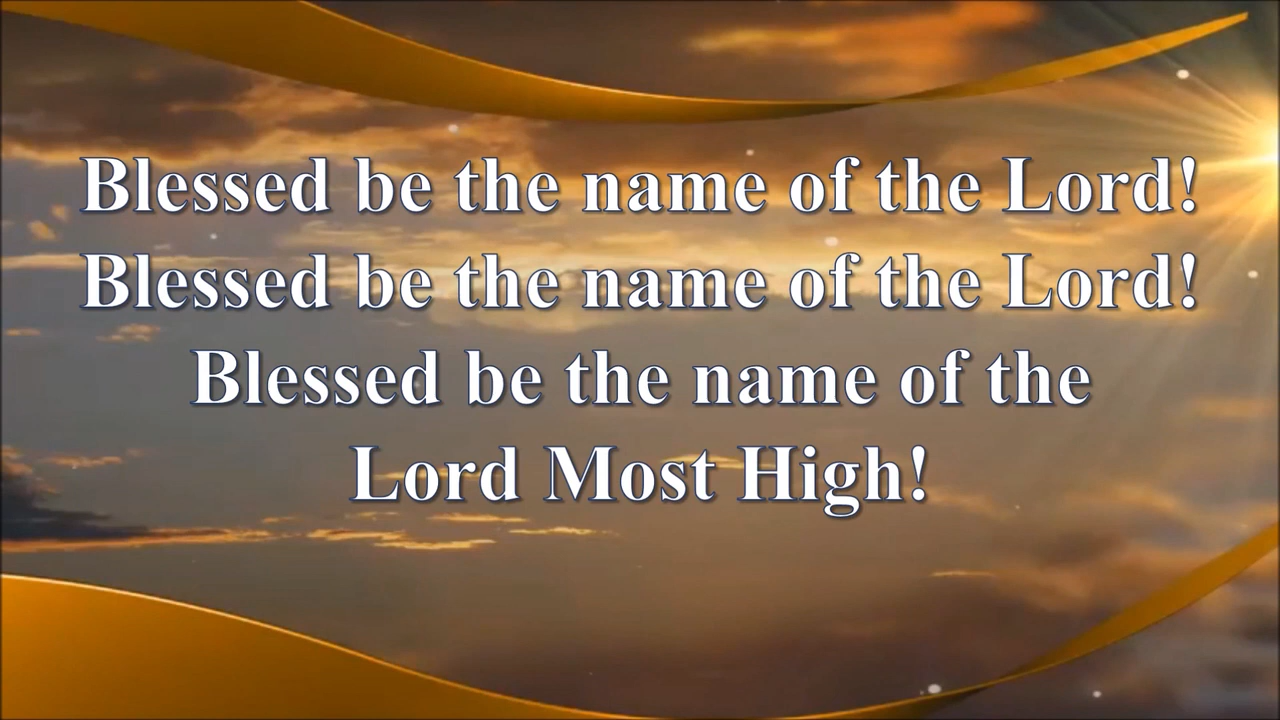 Blessed be the name of the Lord!
Blessed be the name of the Lord!
Blessed be the name of the
Lord Most High!